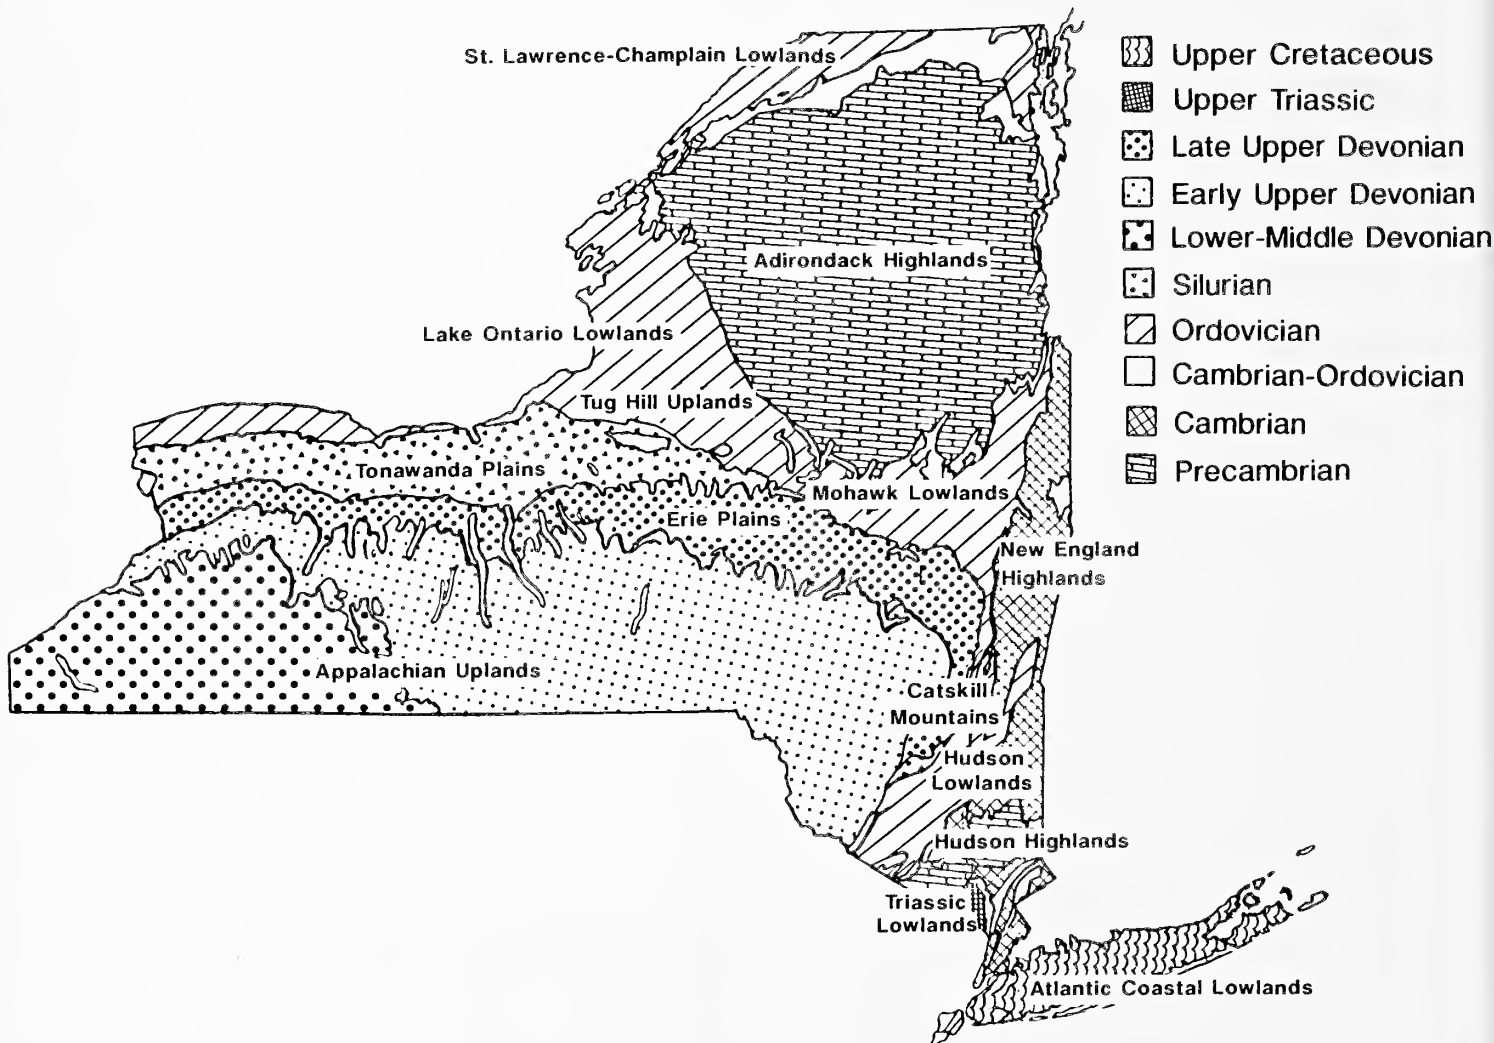 St. Lawrence-Champlain Lowlands
Adirondack Highlands
Lake Ontario Lowlands
Tug Hill Uplands
Tonawanda Plains
Mohawk Lowlands
Erie Plains
New England
Highlands
Appalachian Uplands
Catskill
Mountains
Hudson
Lowlands
Hudson Highlands
Triassic
Lowlands
Atlantic Coastal Lowlands
Upper Cretaceous
Upper Triassic
Late Upper Devonian
Early Upper Devonian
Lower-Middle Devonian
Silurian
Ordovician
Cambrian-Ordovician
Cambrian
Precambrian